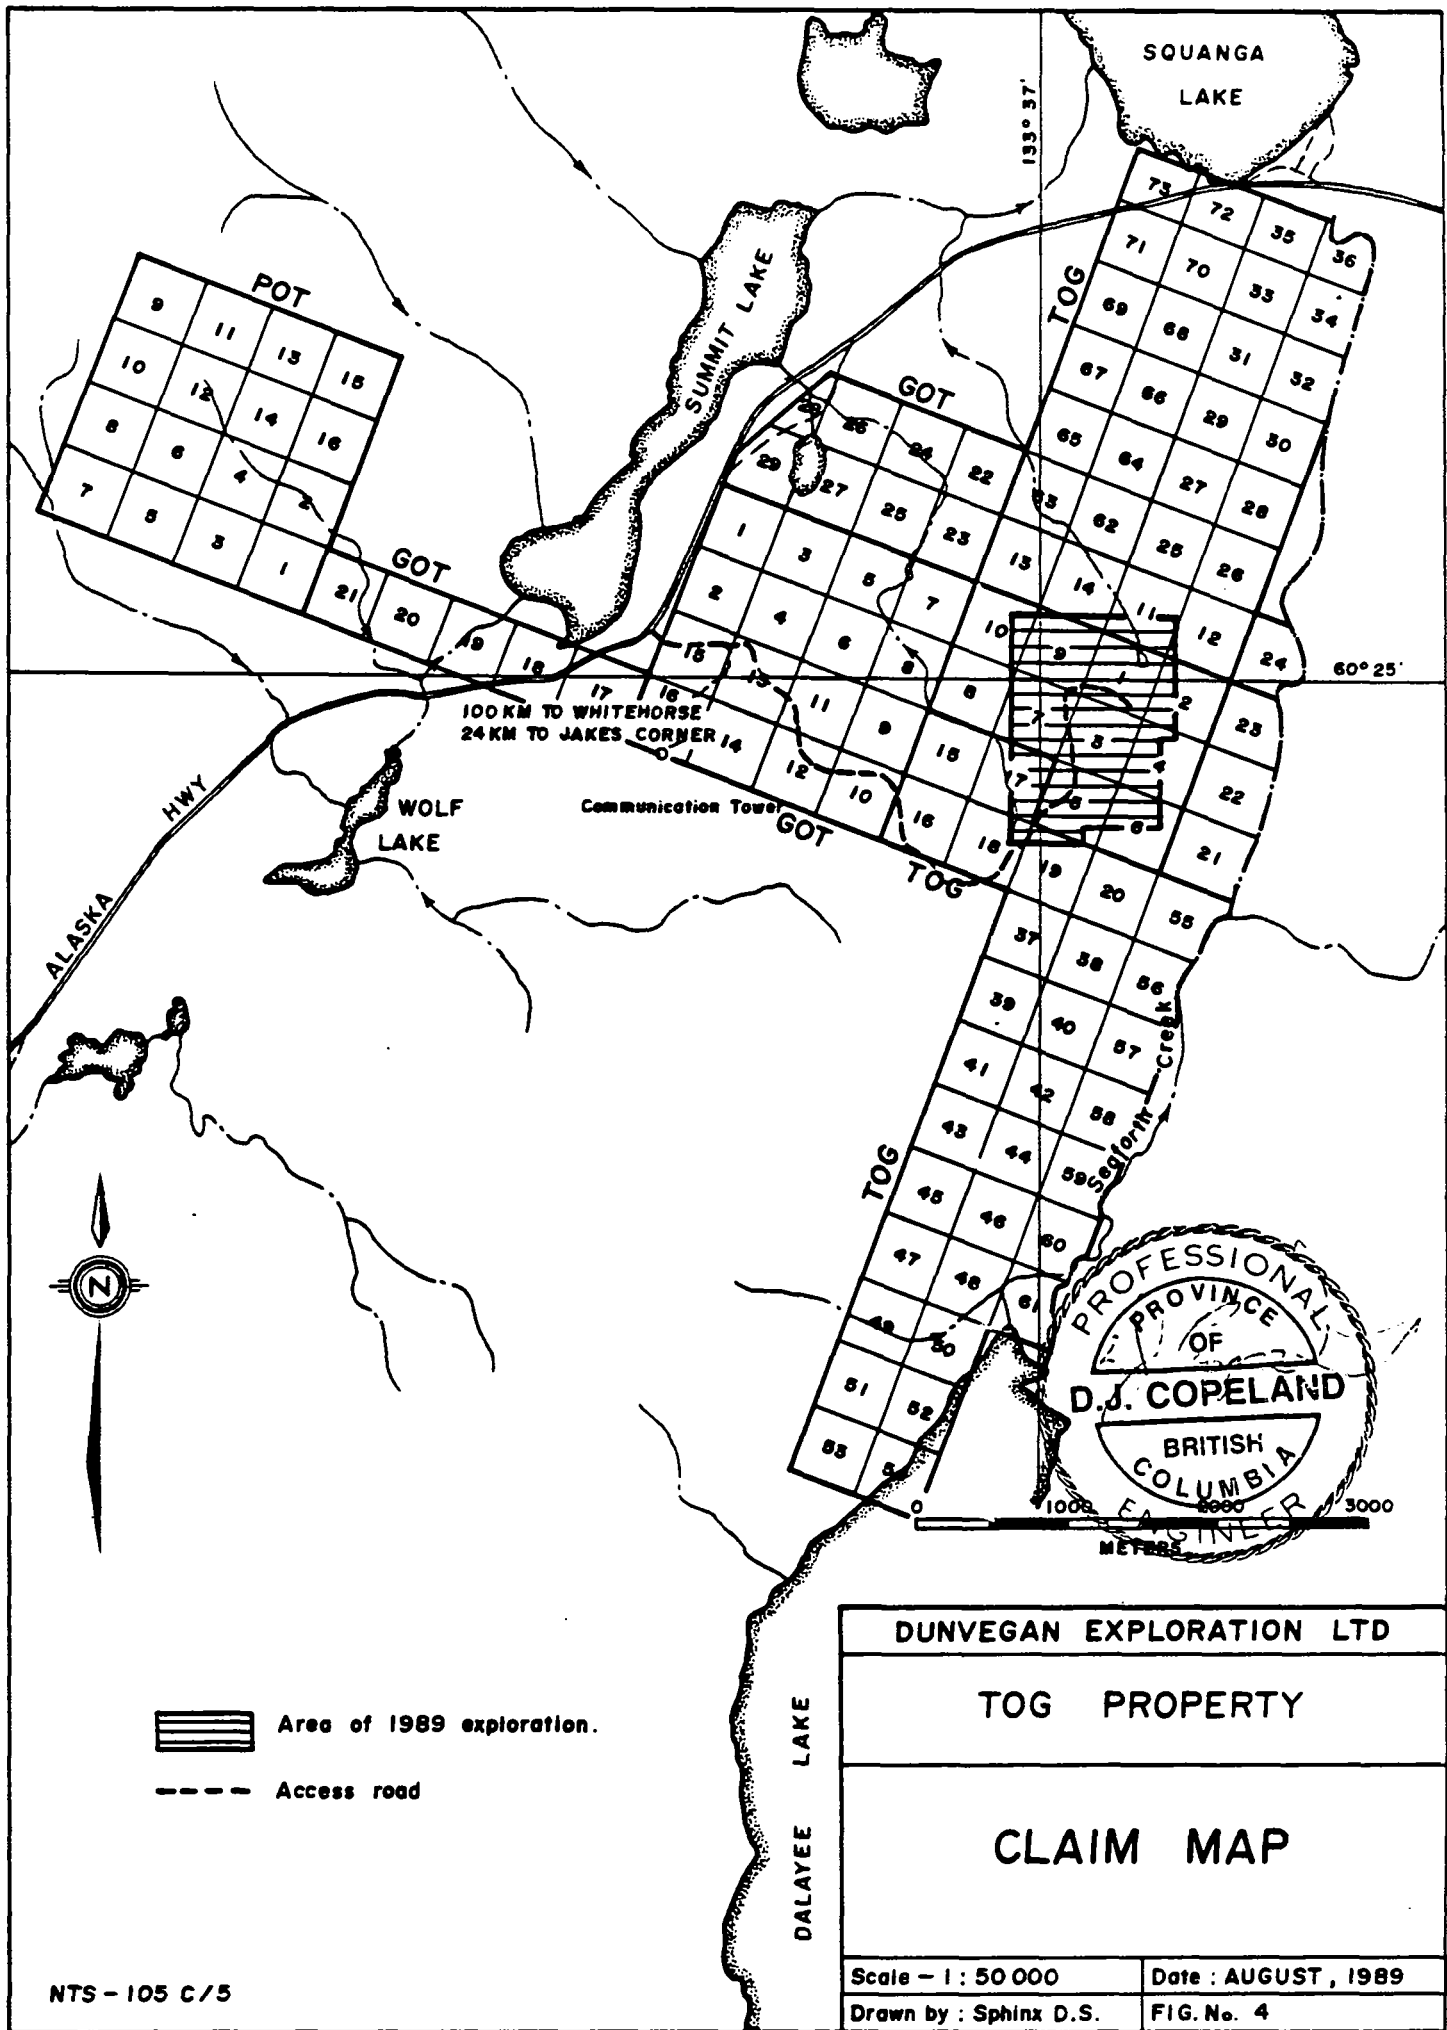 SQUANGA
LAKE
133° 37'
SUMMIT LAKE
POT
9 11 13 15
10 12 14 16
8 6 4 2
7 5 3 1
GOT
21 20 19 18 17 16
GOT
26 24 22
29 27 25 23
1 3 5 7
2 4 6 8
15 13 11 9
14 12 10
GOT
TOG
73 72 35 36
71 70 33 34
69 68 31 32
67 66 29 30
65 64 27 28
63 62 25 26
13 14 11 12 24
10 9 1 2 23
8 7 3 4 22
15 17 5 6 21
16 18 19 20 55
TOG
37 38 56
39 40 57
41 42 58
43 44 59
TOG
45 46 60
47 48 61
49 50
51 52
53
60° 25'
100 KM TO WHITEHORSE
24 KM TO JAKES CORNER
Communication Tower
WOLF
LAKE
ALASKA HWY
Seaforth Creek
N
PROFESSIONAL
PROVINCE
OF
D.J. COPELAND
BRITISH
COLUMBIA
ENGINEER
0 1000 2000 3000
METERS
DALAYEE LAKE
Area of 1989 exploration.
Access road
NTS - 105 C/5
DUNVEGAN EXPLORATION LTD
TOG PROPERTY
CLAIM MAP
Scale - 1 : 50 000
Date : AUGUST, 1989
Drawn by : Sphinx D.S.
FIG. No. 4